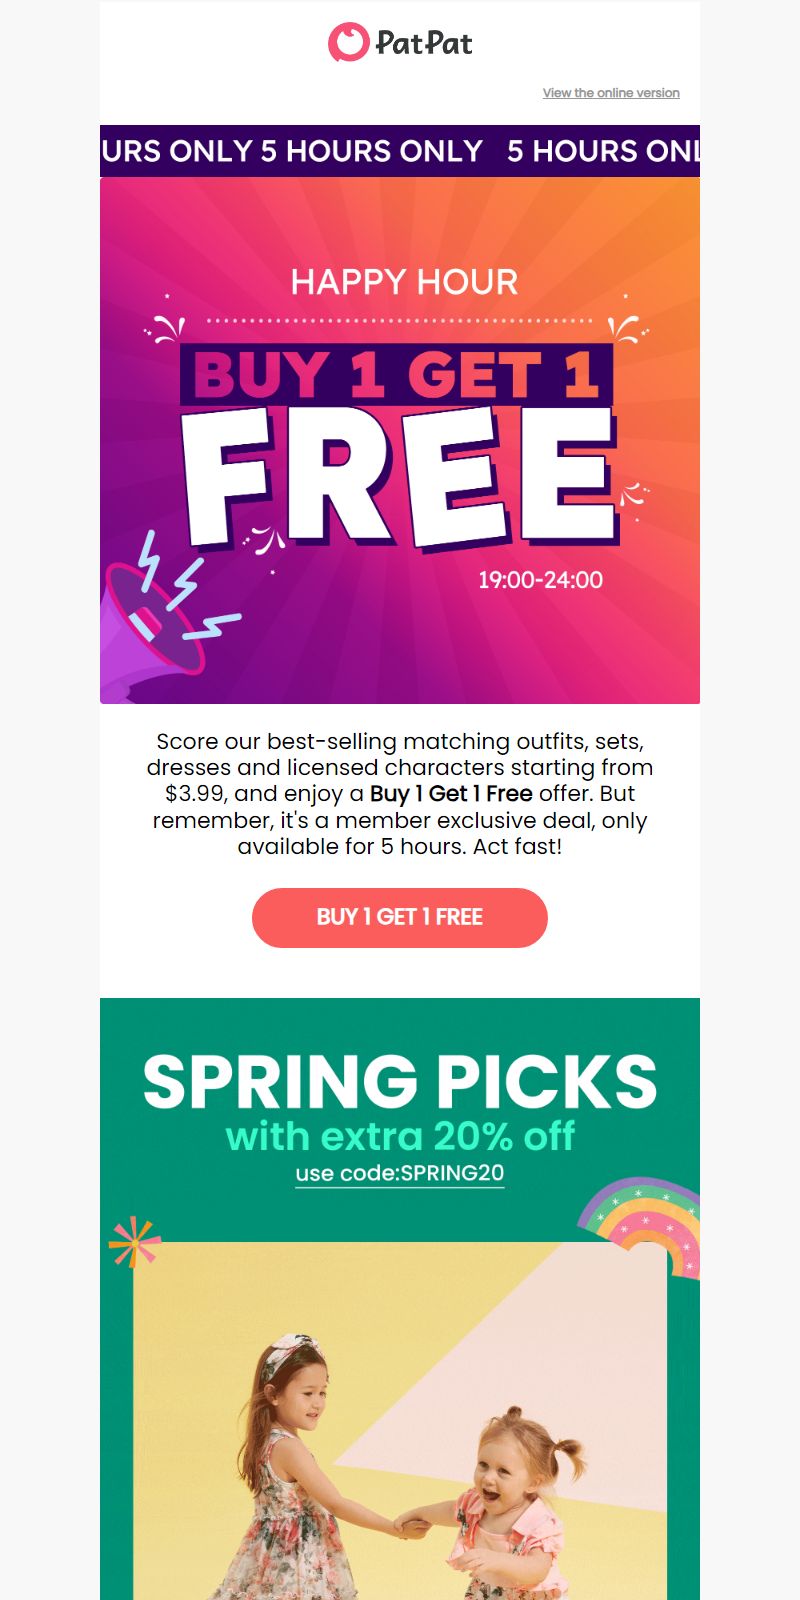 PatPat
View the online version
URS ONLY 5 HOURS ONLY 5 HOURS ONL
HAPPY HOUR
BUY 1 GET 1
FREE
19:00-24:00
Score our best-selling matching outfits, sets,
dresses and licensed characters starting from
$3.99, and enjoy a Buy 1 Get 1 Free offer. But
remember, it's a member exclusive deal, only
available for 5 hours. Act fast!
BUY 1 GET 1 FREE
SPRING PICKS
with extra 20% off
use code:SPRING20